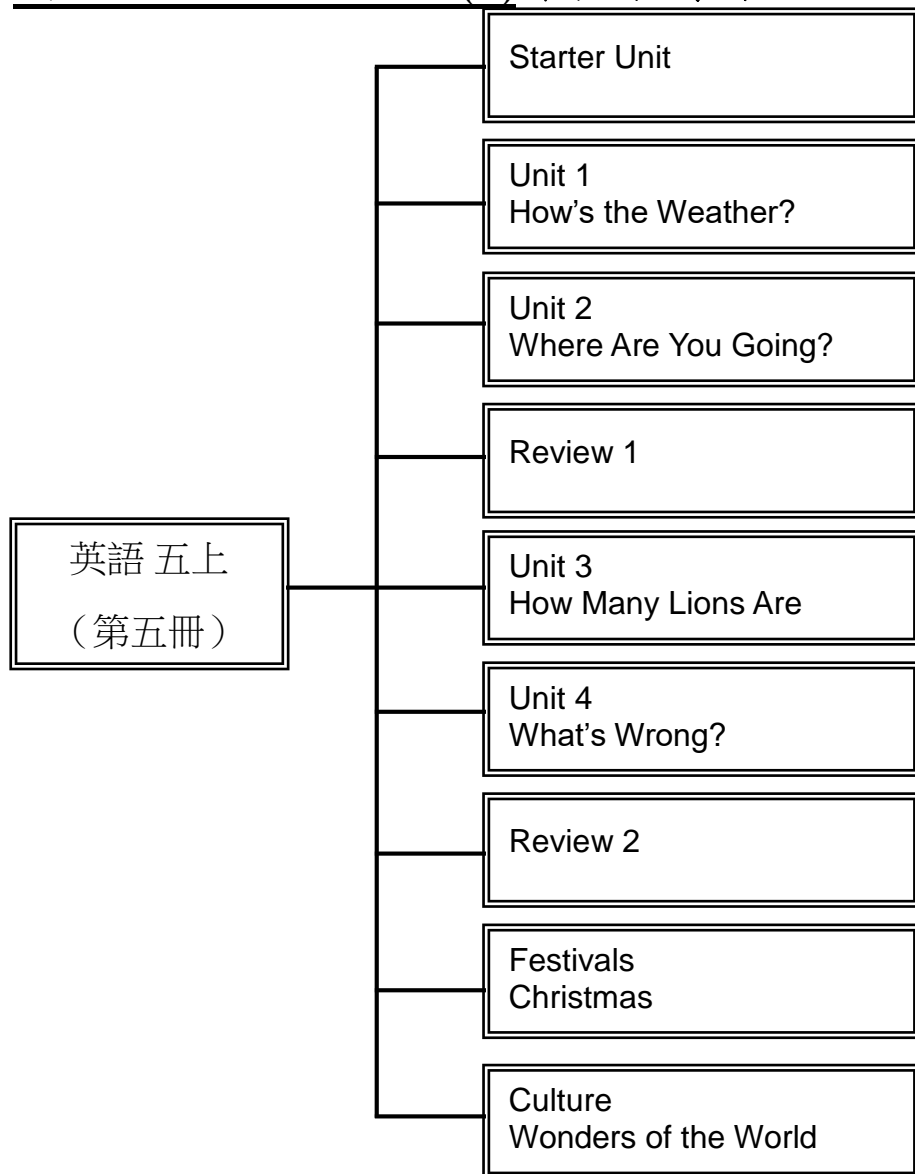 Starter Unit
Unit 1
How's the Weather?
Unit 2
Where Are You Going?
Review 1
英語 五上
（第五冊）
Unit 3
How Many Lions Are
Unit 4
What's Wrong?
Review 2
Festivals
Christmas
Culture
Wonders of the World